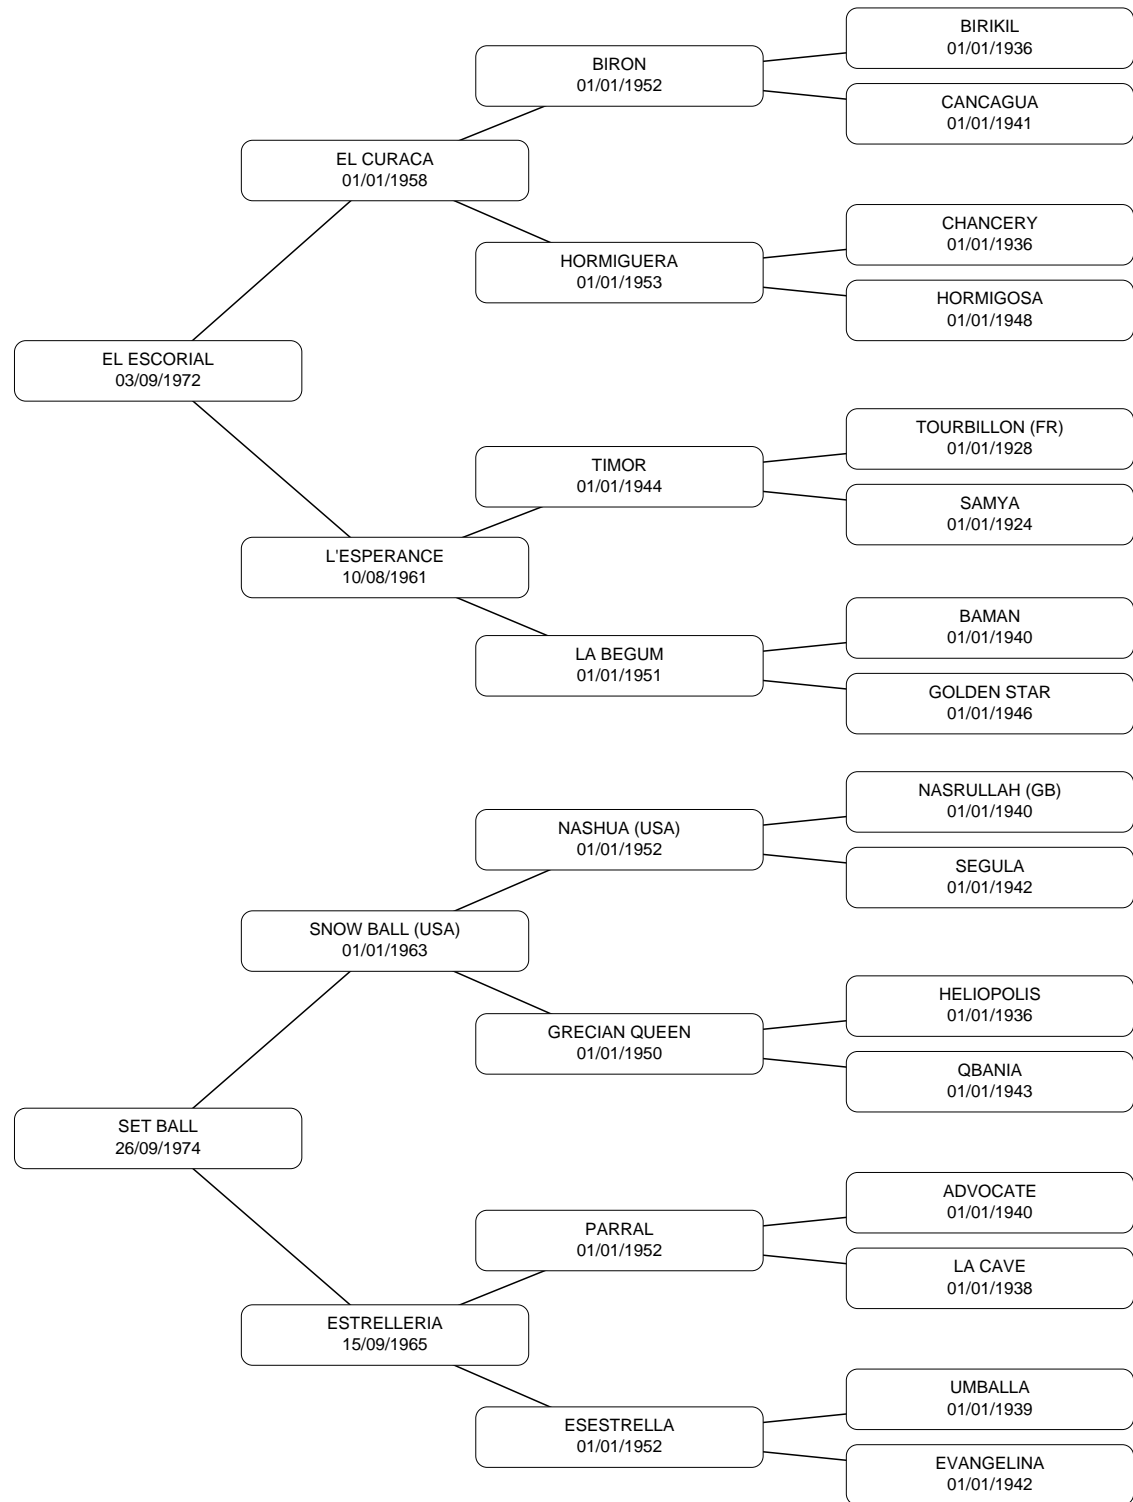 BIRIKIL
01/01/1936
BIRON
01/01/1952
CANCAGUA
01/01/1941
EL CURACA
01/01/1958
CHANCERY
01/01/1936
HORMIGUERA
01/01/1953
HORMIGOSA
01/01/1948
EL ESCORIAL
03/09/1972
TOURBILLON (FR)
01/01/1928
TIMOR
01/01/1944
SAMYA
01/01/1924
L'ESPERANCE
10/08/1961
BAMAN
01/01/1940
LA BEGUM
01/01/1951
GOLDEN STAR
01/01/1946
NASRULLAH (GB)
01/01/1940
NASHUA (USA)
01/01/1952
SEGULA
01/01/1942
SNOW BALL (USA)
01/01/1963
HELIOPOLIS
01/01/1936
GRECIAN QUEEN
01/01/1950
QBANIA
01/01/1943
SET BALL
26/09/1974
ADVOCATE
01/01/1940
PARRAL
01/01/1952
LA CAVE
01/01/1938
ESTRELLERIA
15/09/1965
UMBALLA
01/01/1939
ESESTRELLA
01/01/1952
EVANGELINA
01/01/1942